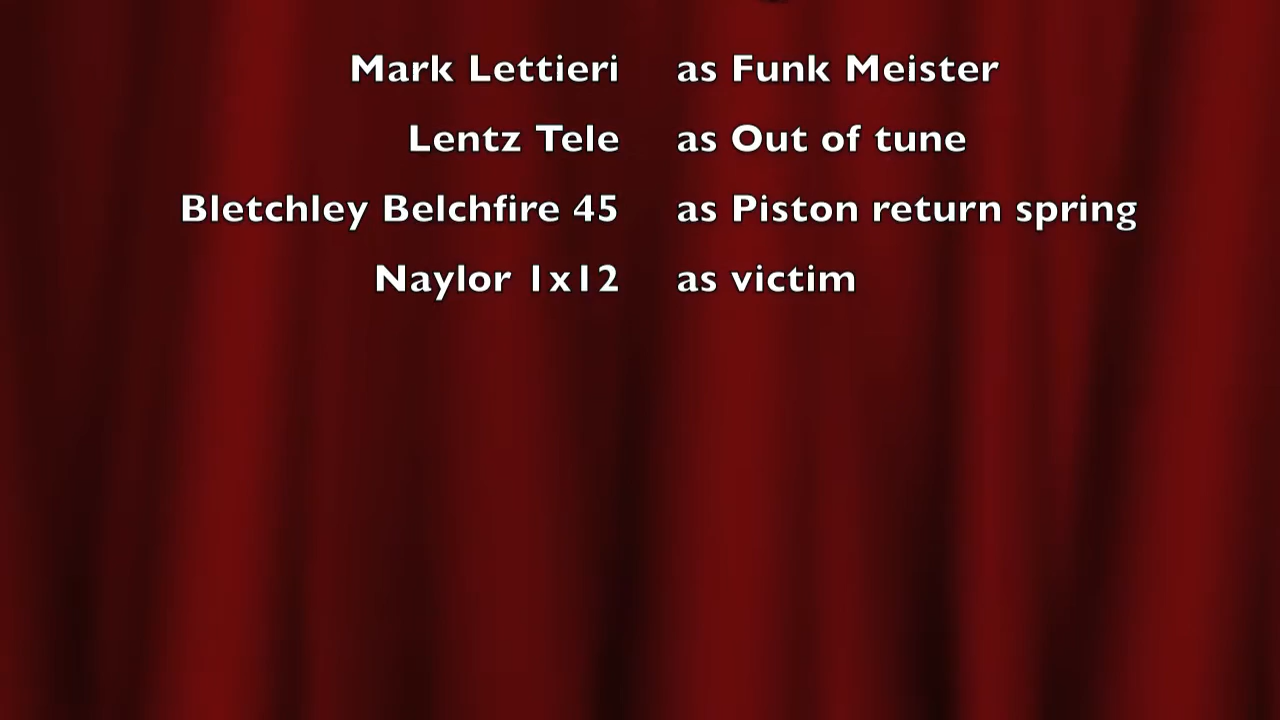 Mark Lettieri as Funk Meister
Lentz Tele as Out of tune
Bletchley Belchfire 45 as Piston return spring
Naylor 1x12 as victim